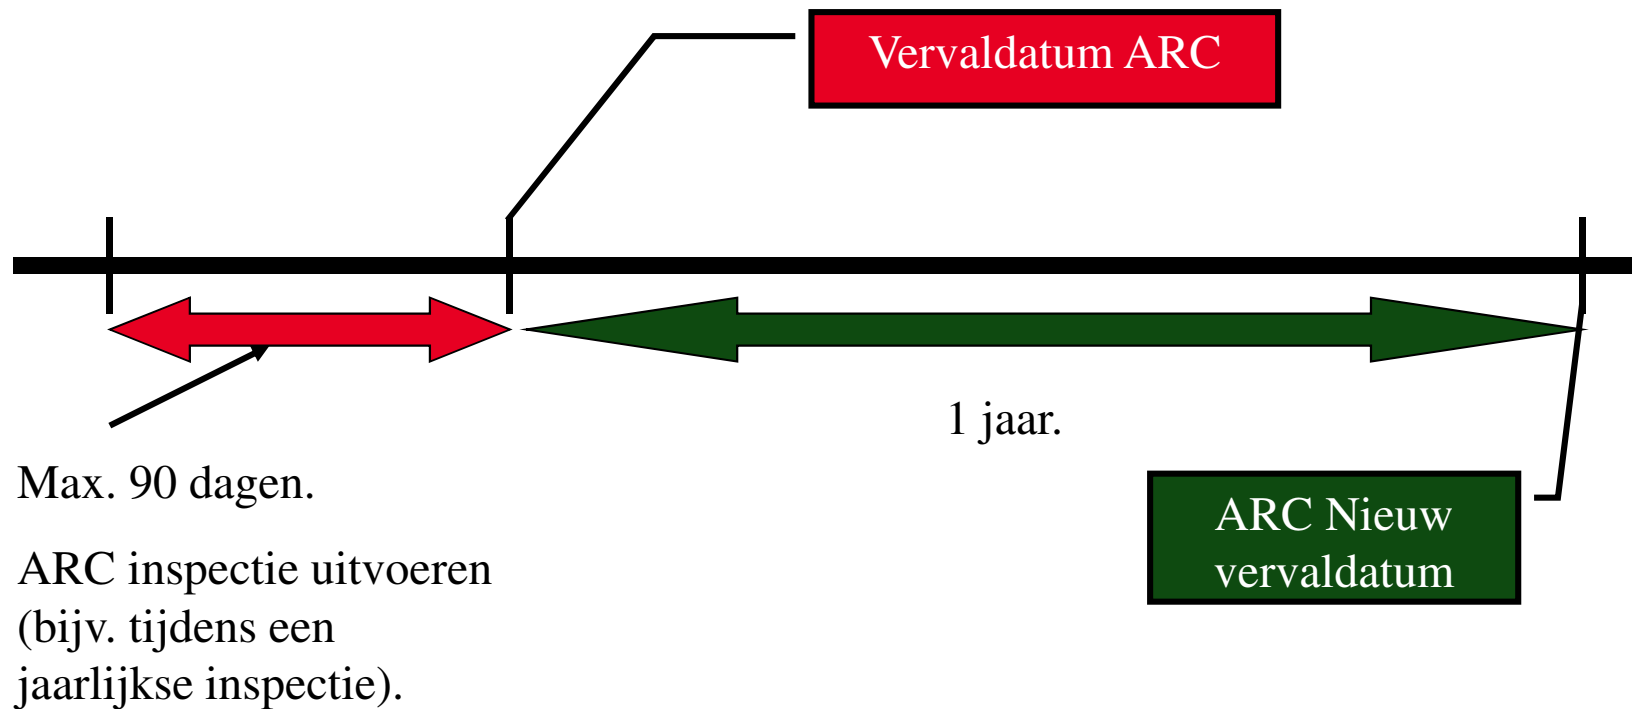 Vervaldatum ARC
1 jaar.
Max. 90 dagen.
ARC inspectie uitvoeren
(bijv. tijdens een
jaarlijkse inspectie).
ARC Nieuw
vervaldatum